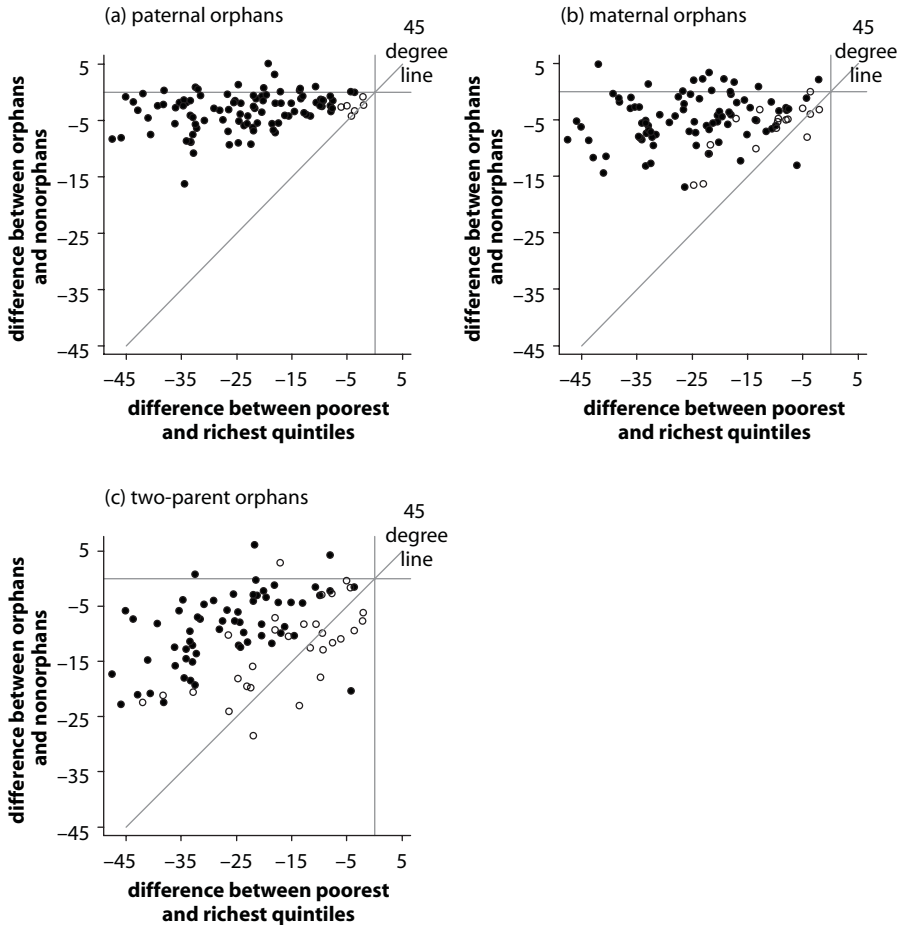 (a) paternal orphans
45
degree
line
difference between orphans
and nonorphans
5
−5
−15
−25
−35
−45
−45 −35 −25 −15 −5 5
difference between poorest
and richest quintiles
(b) maternal orphans
45
degree
line
difference between orphans
and nonorphans
5
−5
−15
−25
−35
−45
−45 −35 −25 −15 −5 5
difference between poorest
and richest quintiles
(c) two-parent orphans
45
degree
line
difference between orphans
and nonorphans
5
−5
−15
−25
−35
−45
−45 −35 −25 −15 −5 5
difference between poorest
and richest quintiles